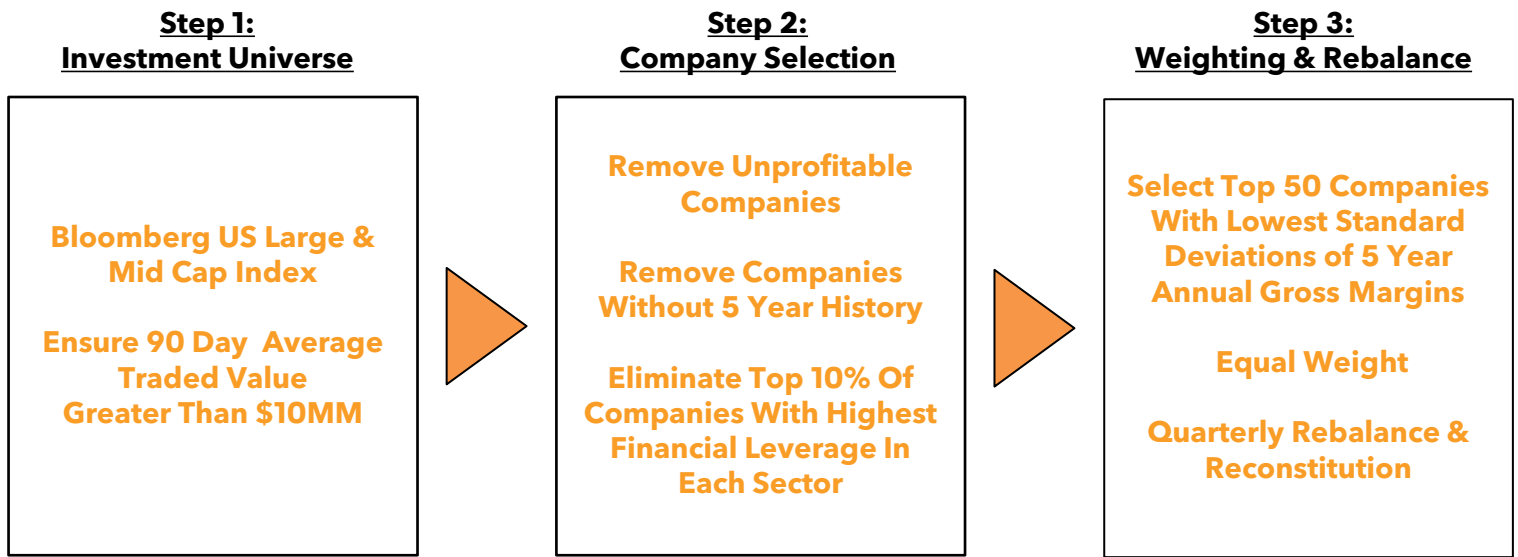 Step 1:
Investment Universe
Bloomberg US Large &
Mid Cap Index
Ensure 90 Day Average
Traded Value
Greater Than $10MM
Step 2:
Company Selection
Remove Unprofitable
Companies
Remove Companies
Without 5 Year History
Eliminate Top 10% Of
Companies With Highest
Financial Leverage In
Each Sector
Step 3:
Weighting & Rebalance
Select Top 50 Companies
With Lowest Standard
Deviations of 5 Year
Annual Gross Margins
Equal Weight
Quarterly Rebalance &
Reconstitution